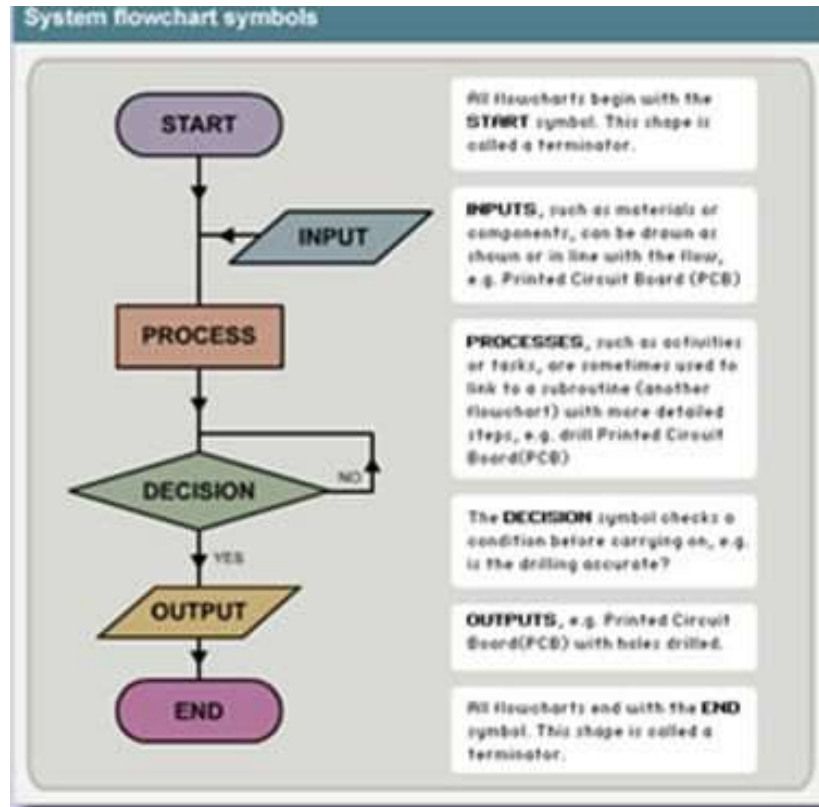 System flowchart symbols
START
All flowcharts begin with the
START symbol. This shape is
called a terminator.
INPUT
INPUTS, such as materials or
components, can be drawn as
shown or in line with the flow,
e.g. Printed Circuit Board (PCB)
PROCESS
PROCESSES, such as activities
or tasks, are sometimes used to
link to a subroutine (another
flowchart) with more detailed
steps, e.g. drill Printed Circuit
Board(PCB)
DECISION
NO
YES
The DECISION symbol checks a
condition before carrying on, e.g.
is the drilling accurate?
OUTPUT
OUTPUTS, e.g. Printed Circuit
Board(PCB) with holes drilled.
END
All flowcharts end with the END
symbol. This shape is called a
terminator.